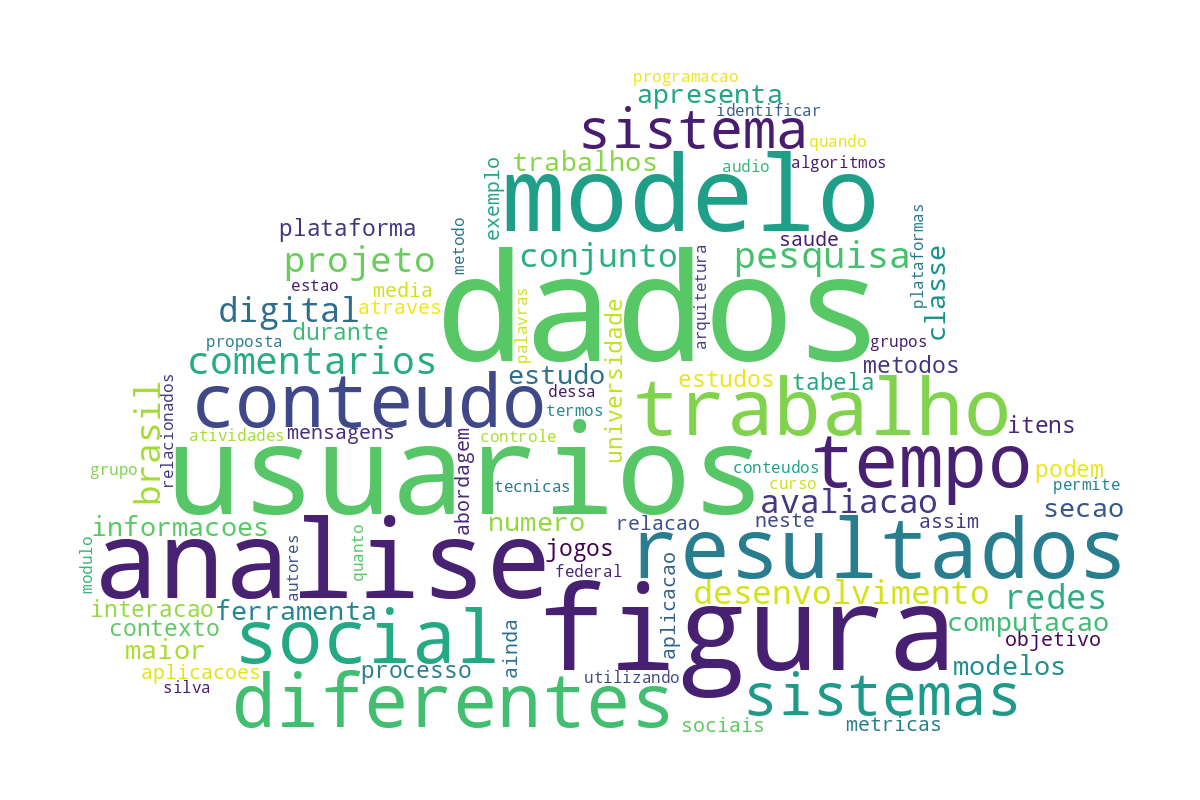 programacao
apresenta
identificar
sistema
quando
trabalhos
audio
algoritmos
exemplo
modelo
plataforma
metodo
saude
plataformas
projeto
conjunto
pesquisa
classe
arquitetura
estao
media
dados
digital
atraves
palavras
universidade
durante
proposta
grupos
comentarios
estudo
metodos
relacionados
conteudo
dessa
estudos
tabela
brasil
termos
trabalho
itens
atividades
mensagens
controle
usuarios
tempo
grupo
abordagem
conteudos
podem
tecnicas
curso
permite
avaliacao
secao
informacoes
numero
relacao
neste
assim
modulo
analise
autores
quanto
jogos
resultados
federal
aplicacao
desenvolvimento
redes
interacao
ferramenta
figura
contexto
social
computacao
maior
ainda
objetivo
aplicacoes
processo
utilizando
modelos
silva
diferentes
sistemas
sociais
metricas